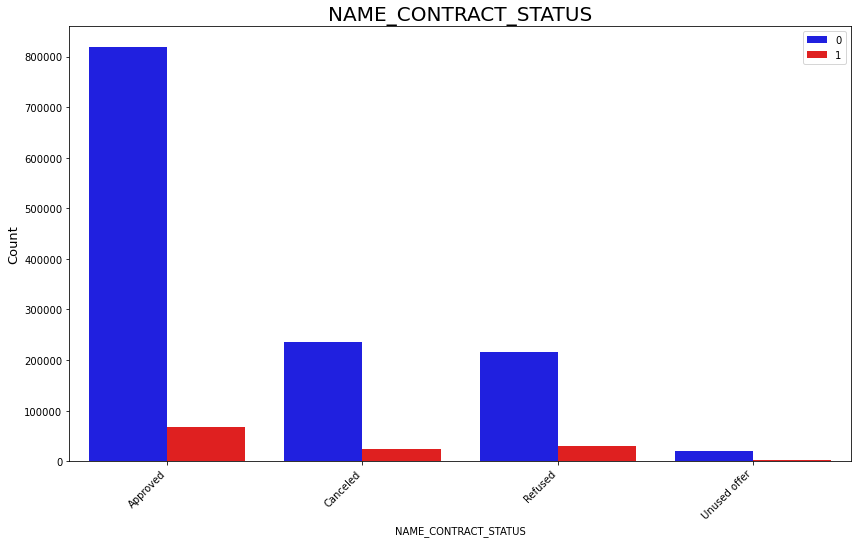 NAME_CONTRACT_STATUS
0
1
800000
700000
600000
500000
400000
300000
200000
100000
0
Count
Approved
Canceled
Refused
Unused offer
NAME_CONTRACT_STATUS